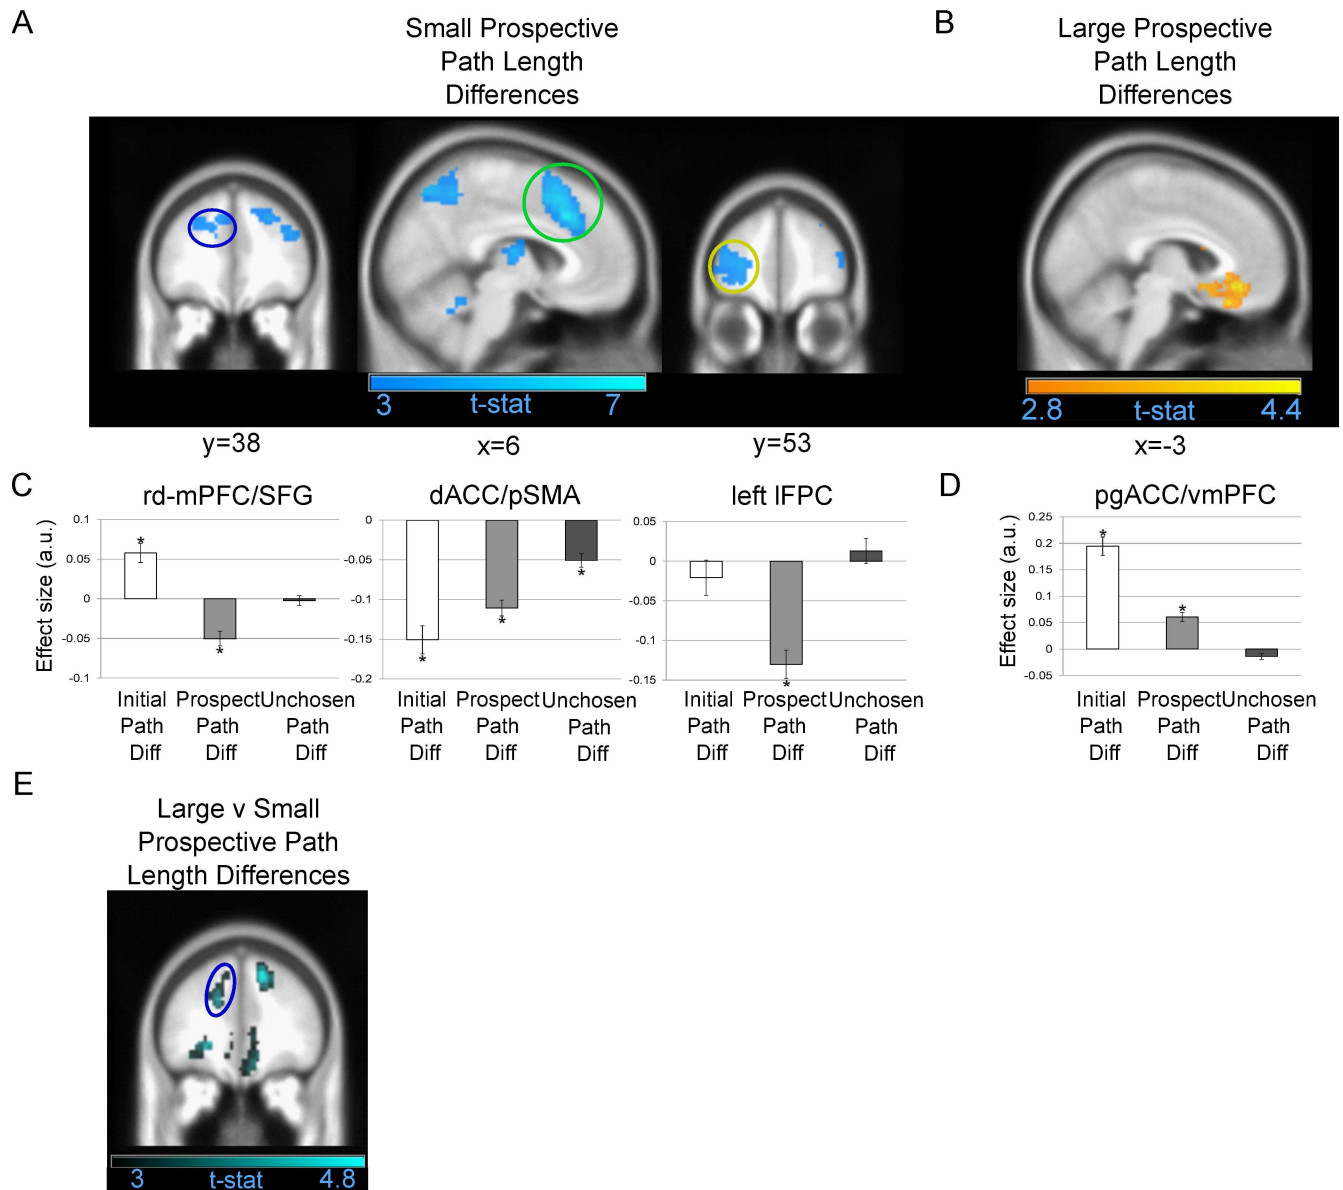 A
Small Prospective
Path Length
Differences
B
Large Prospective
Path Length
Differences
3 t-stat 7
2.8 t-stat 4.4
y=38
x=6
y=53
x=-3
C
rd-mPFC/SFG
Effect size (a.u.)
0.1
0.05
0
-0.05
-0.1
*
*
Initial Prospect Unchosen
Path Path Path
Diff Diff Diff
dACC/pSMA
0
-0.05
-0.1
-0.15
-0.2
*
*
*
Initial Prospect Unchosen
Path Path Path
Diff Diff Diff
left lFPC
0.05
0
-0.05
-0.1
-0.15
*
Initial Prospect Unchosen
Path Path Path
Diff Diff Diff
D
pgACC/vmPFC
Effect size (a.u.)
0.25
0.2
0.15
0.1
0.05
0
-0.05
*
*
Initial Prospect Unchosen
Path Path Path
Diff Diff Diff
E
Large v Small
Prospective Path
Length Differences
3 t-stat 4.8